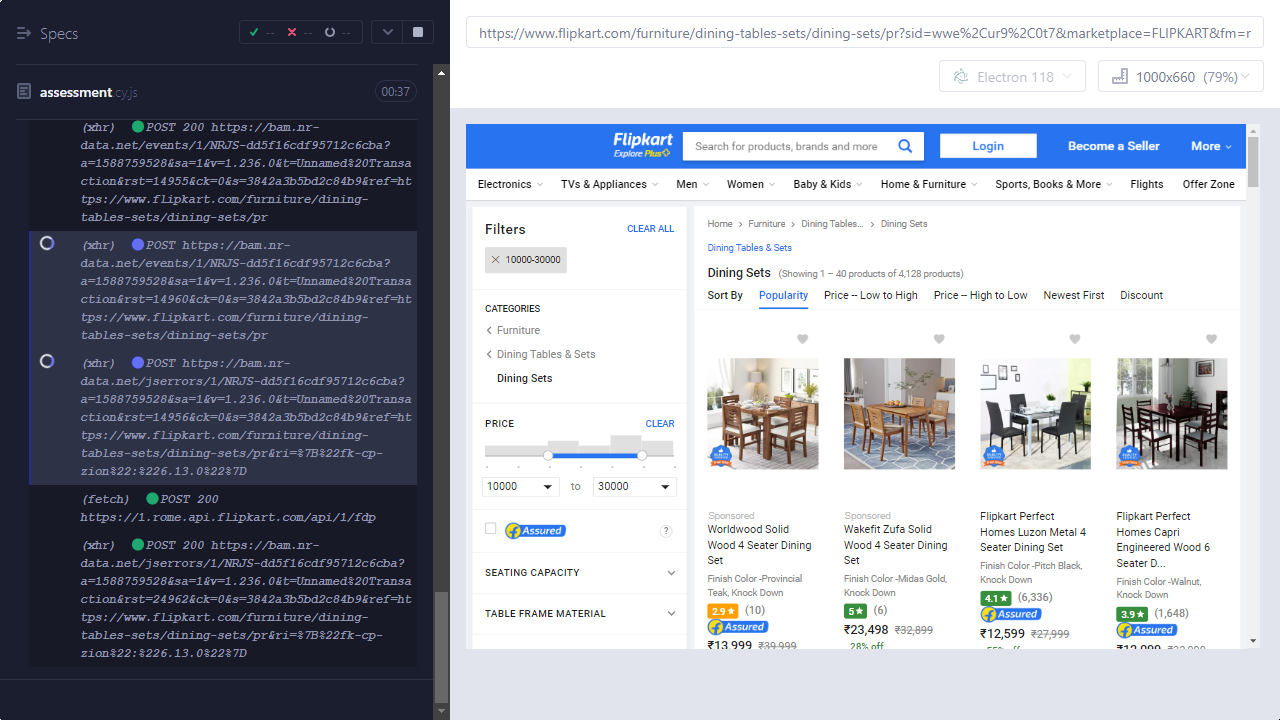 Specs
--
--
--
assessment.cy.js
00:37
(xhr) POST 200 https://bam.nr-
data.net/events/1/NRJS-dd5f16cdf95712c6cba?
a=1588759528&sa=1&v=1.236.0&t=Unnamed%20Transa
ction&rst=14955&ck=0&s=3842a3b5bd2c84b9&ref=ht
tps://www.flipkart.com/furniture/dining-
tables-sets/dining-sets/pr
(xhr) POST https://bam.nr-
data.net/events/1/NRJS-dd5f16cdf95712c6cba?
a=1588759528&sa=1&v=1.236.0&t=Unnamed%20Transa
ction&rst=14960&ck=0&s=3842a3b5bd2c84b9&ref=ht
tps://www.flipkart.com/furniture/dining-
tables-sets/dining-sets/pr
(xhr) POST https://bam.nr-
data.net/jserrors/1/NRJS-dd5f16cdf95712c6cba?
a=1588759528&sa=1&v=1.236.0&t=Unnamed%20Transa
ction&rst=14956&ck=0&s=3842a3b5bd2c84b9&ref=ht
tps://www.flipkart.com/furniture/dining-
tables-sets/dining-sets/pr&ri=%7B%22fk-cp-
zion%22:%226.13.0%22%7D
(fetch) POST 200
https://1.rome.api.flipkart.com/api/1/fdp
(xhr) POST 200 https://bam.nr-
data.net/jserrors/1/NRJS-dd5f16cdf95712c6cba?
a=1588759528&sa=1&v=1.236.0&t=Unnamed%20Transa
ction&rst=24962&ck=0&s=3842a3b5bd2c84b9&ref=ht
tps://www.flipkart.com/furniture/dining-
tables-sets/dining-sets/pr&ri=%7B%22fk-cp-
zion%22:%226.13.0%22%7D
https://www.flipkart.com/furniture/dining-tables-sets/dining-sets/pr?sid=wwe%2Cur9%2C0t7&marketplace=FLIPKART&fm=r
Electron 118
1000x660 (79%)
Flipkart
Explore Plus
Search for products, brands and more
Login
Become a Seller
More
Electronics
TVs & Appliances
Men
Women
Baby & Kids
Home & Furniture
Sports, Books & More
Flights
Offer Zone
Filters
CLEAR ALL
✕ 10000-30000
CATEGORIES
Furniture
Dining Tables & Sets
Dining Sets
PRICE
CLEAR
10000
to
30000
Assured
?
SEATING CAPACITY
TABLE FRAME MATERIAL
Home > Furniture > Dining Tables... > Dining Sets
Dining Tables & Sets
Dining Sets (Showing 1 – 40 products of 4,128 products)
Sort By
Popularity
Price -- Low to High
Price -- High to Low
Newest First
Discount
Sponsored
Worldwood Solid
Wood 4 Seater Dining
Set
Finish Color -Provincial
Teak, Knock Down
2.9★ (10)
Assured
₹13,999 ₹39,999
Sponsored
Wakefit Zufa Solid
Wood 4 Seater Dining
Set
Finish Color -Midas Gold,
Knock Down
5★ (6)
₹23,498 ₹32,899
28% off
Flipkart Perfect
Homes Luzon Metal 4
Seater Dining Set
Finish Color -Pitch Black,
Knock Down
4.1★ (6,336)
Assured
₹12,599 ₹27,999
Flipkart Perfect
Homes Capri
Engineered Wood 6
Seater D...
Finish Color -Walnut,
Knock Down
3.9★ (1,648)
Assured